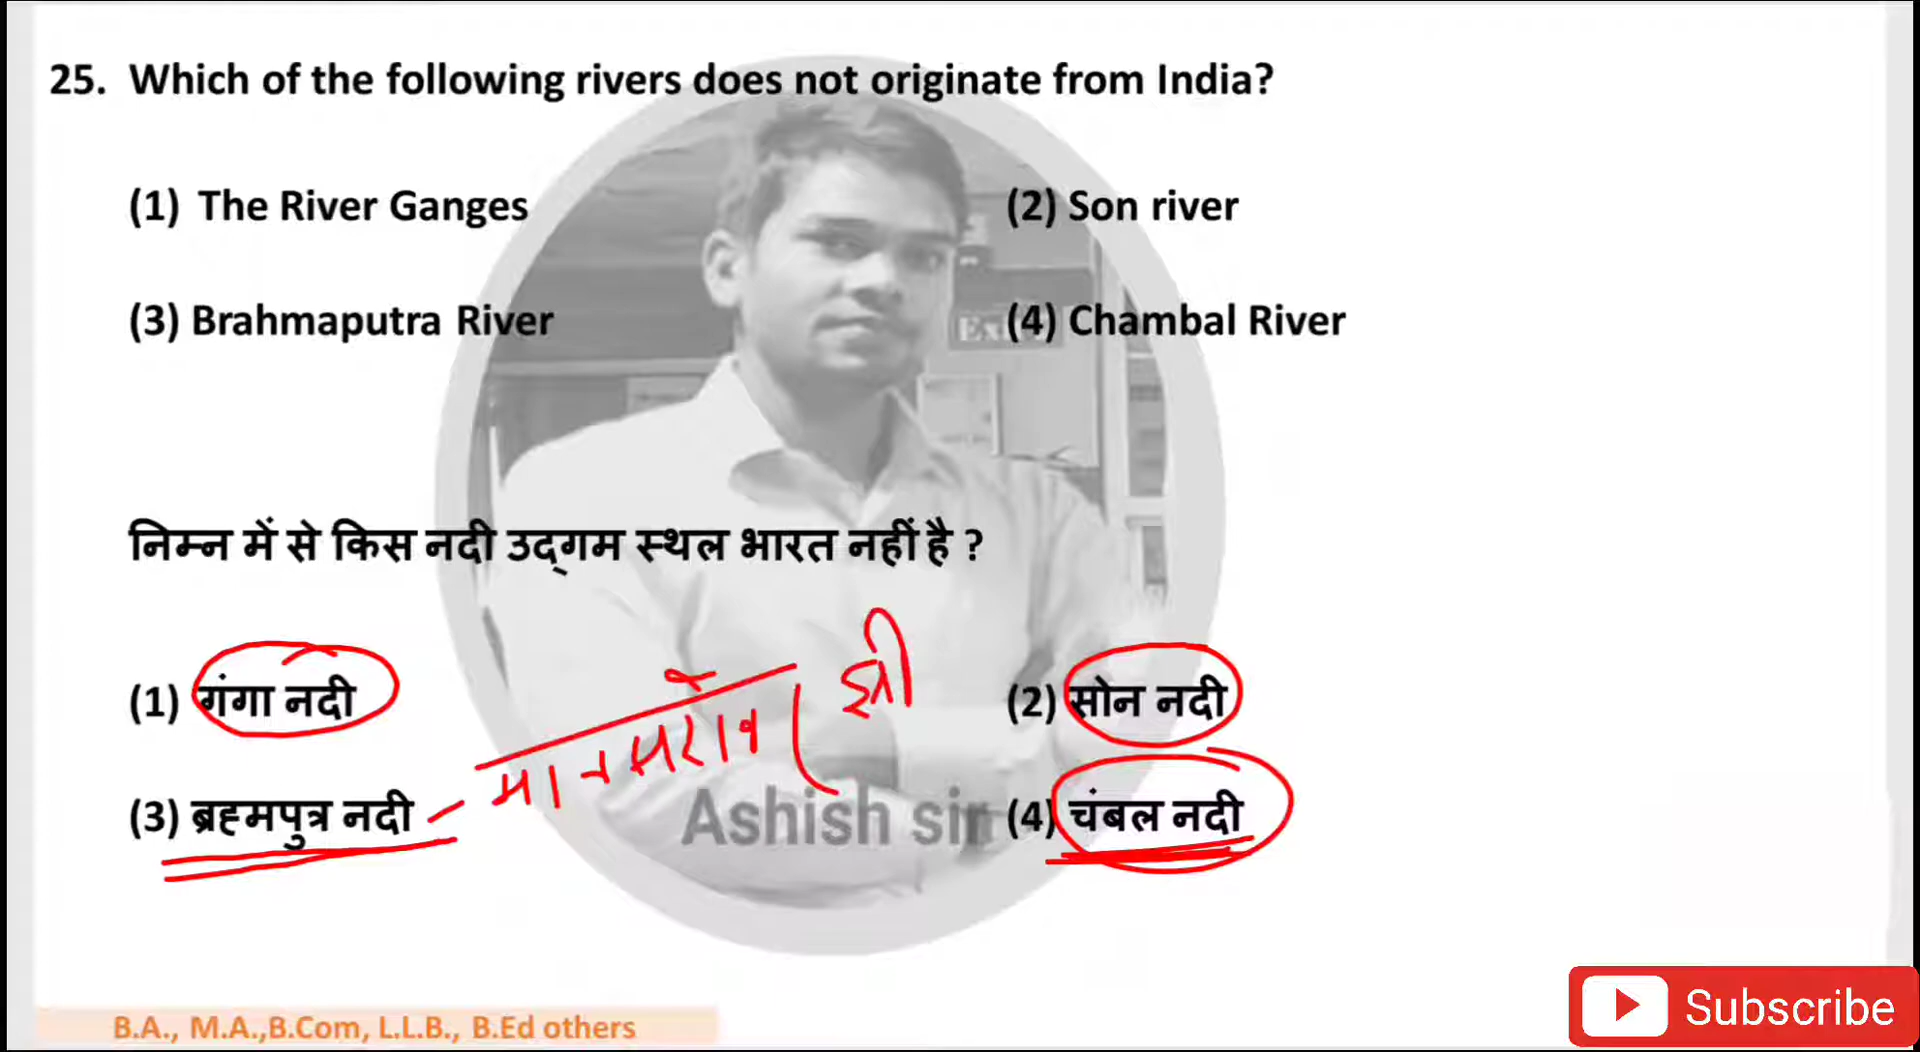 25. Which of the following rivers does not originate from India?
(1) The River Ganges (2) Son river
(3) Brahmaputra River (4) Chambal River
निम्न में से किस नदी उद्गम स्थल भारत नहीं है ?
(1) गंगा नदी (2) सोन नदी
(3) ब्रह्मपुत्र नदी (4) चंबल नदी
Ashish sir
B.A., M.A.,B.Com, L.L.B., B.Ed others
Subscribe